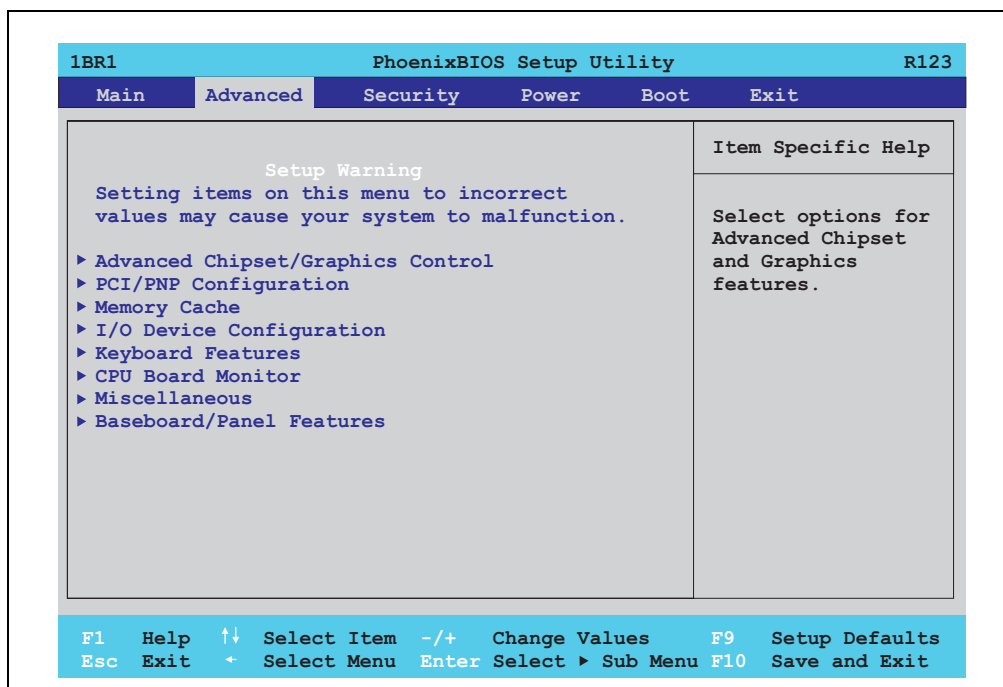 1BR1 PhoenixBIOS Setup Utility R123
Main Advanced Security Power Boot Exit
Setup Warning
Setting items on this menu to incorrect
values may cause your system to malfunction.
▶ Advanced Chipset/Graphics Control
▶ PCI/PNP Configuration
▶ Memory Cache
▶ I/O Device Configuration
▶ Keyboard Features
▶ CPU Board Monitor
▶ Miscellaneous
▶ Baseboard/Panel Features
Item Specific Help
Select options for
Advanced Chipset
and Graphics
features.
F1 Help ↑↓ Select Item -/+ Change Values F9 Setup Defaults
Esc Exit ← Select Menu Enter Select ▶ Sub Menu F10 Save and Exit